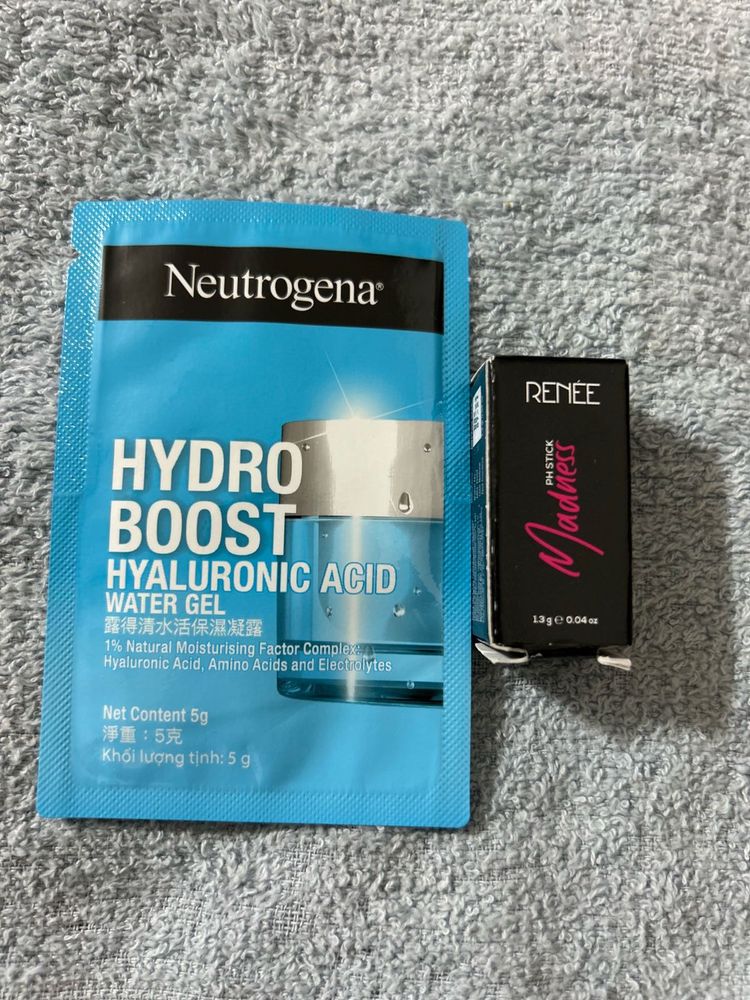 Neutrogena®
HYDRO
BOOST
HYALURONIC ACID
WATER GEL
露得清水活保濕凝露
1% Natural Moisturising Factor Complex:
Hyaluronic Acid, Amino Acids and Electrolytes
Net Content 5g
淨重：5克
Khối lượng tịnh: 5 g
RENÉE
PH STICK
Madness
1.3 g ℮ 0.04 oz